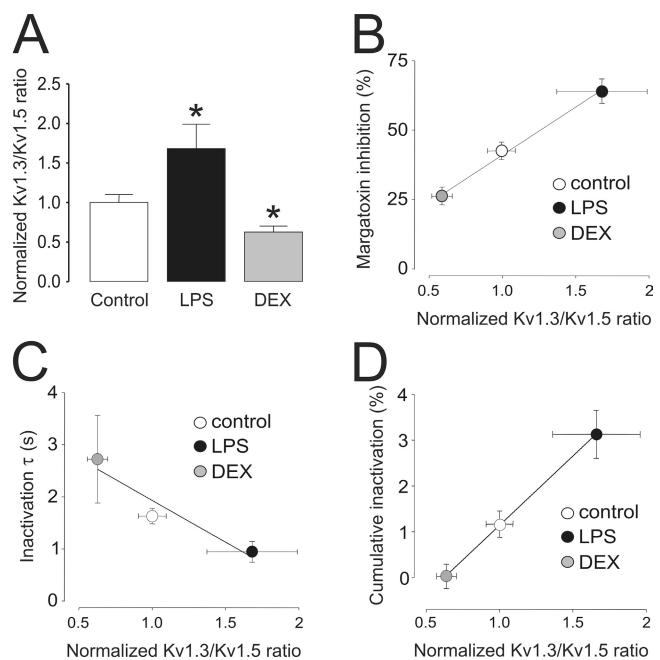 A
Normalized Kv1.3/Kv1.5 ratio
2.5
2.0
1.5
1.0
0.5
0.0
*
*
Control LPS DEX
B
Margatoxin inhibition (%)
75
50
25
0
control
LPS
DEX
0.5 1.0 1.5 2
Normalized Kv1.3/Kv1.5 ratio
C
Inactivation τ (s)
4
3
2
1
0
control
LPS
DEX
0.5 1.0 1.5 2
Normalized Kv1.3/Kv1.5 ratio
D
Cumulative inactivation (%)
4
3
2
1
0
control
LPS
DEX
0.5 1.0 1.5 2
Normalized Kv1.3/Kv1.5 ratio